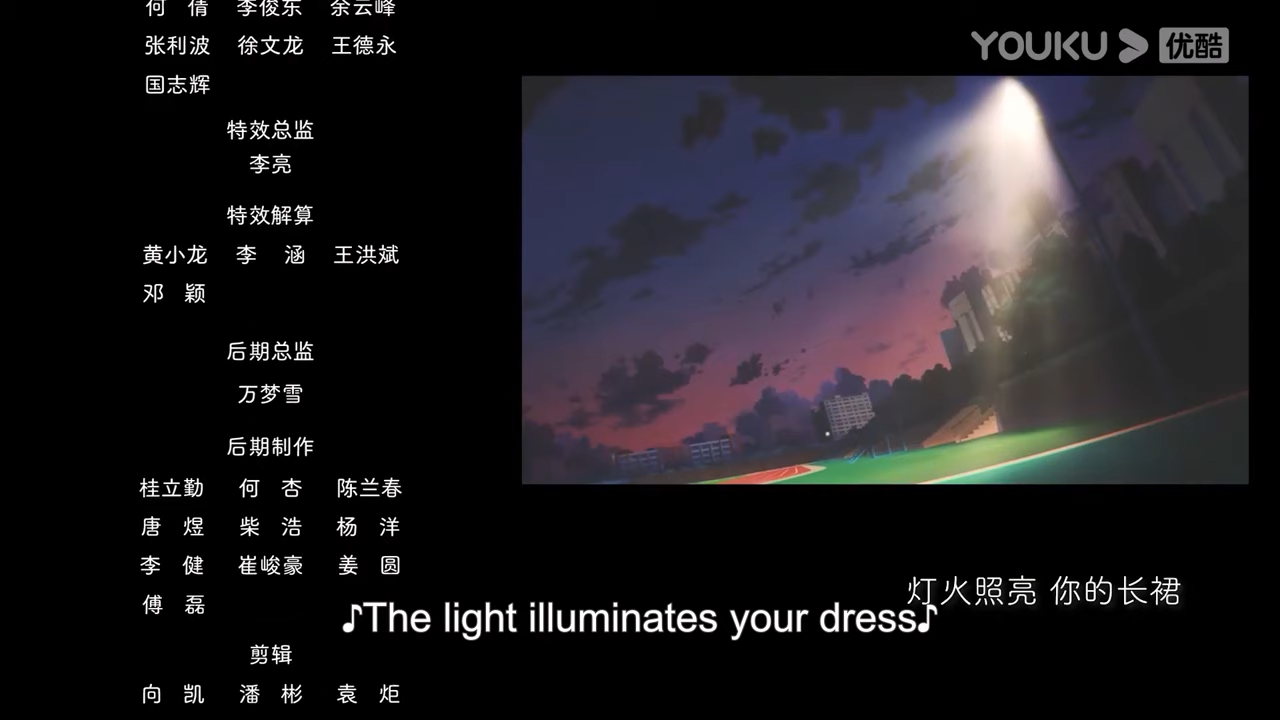 何 倩 李俊东 余云峰
张利波 徐文龙 王德永
国志辉
特效总监
李亮
特效解算
黄小龙 李 涵 王洪斌
邓 颖
后期总监
万梦雪
后期制作
桂立勤 何 杏 陈兰春
唐 煜 柴 浩 杨 洋
李 健 崔峻豪 姜 圆
傅 磊
剪辑
向 凯 潘 彬 袁 炬
YOUKU 优酷
灯火照亮 你的长裙
♪The light illuminates your dress♪